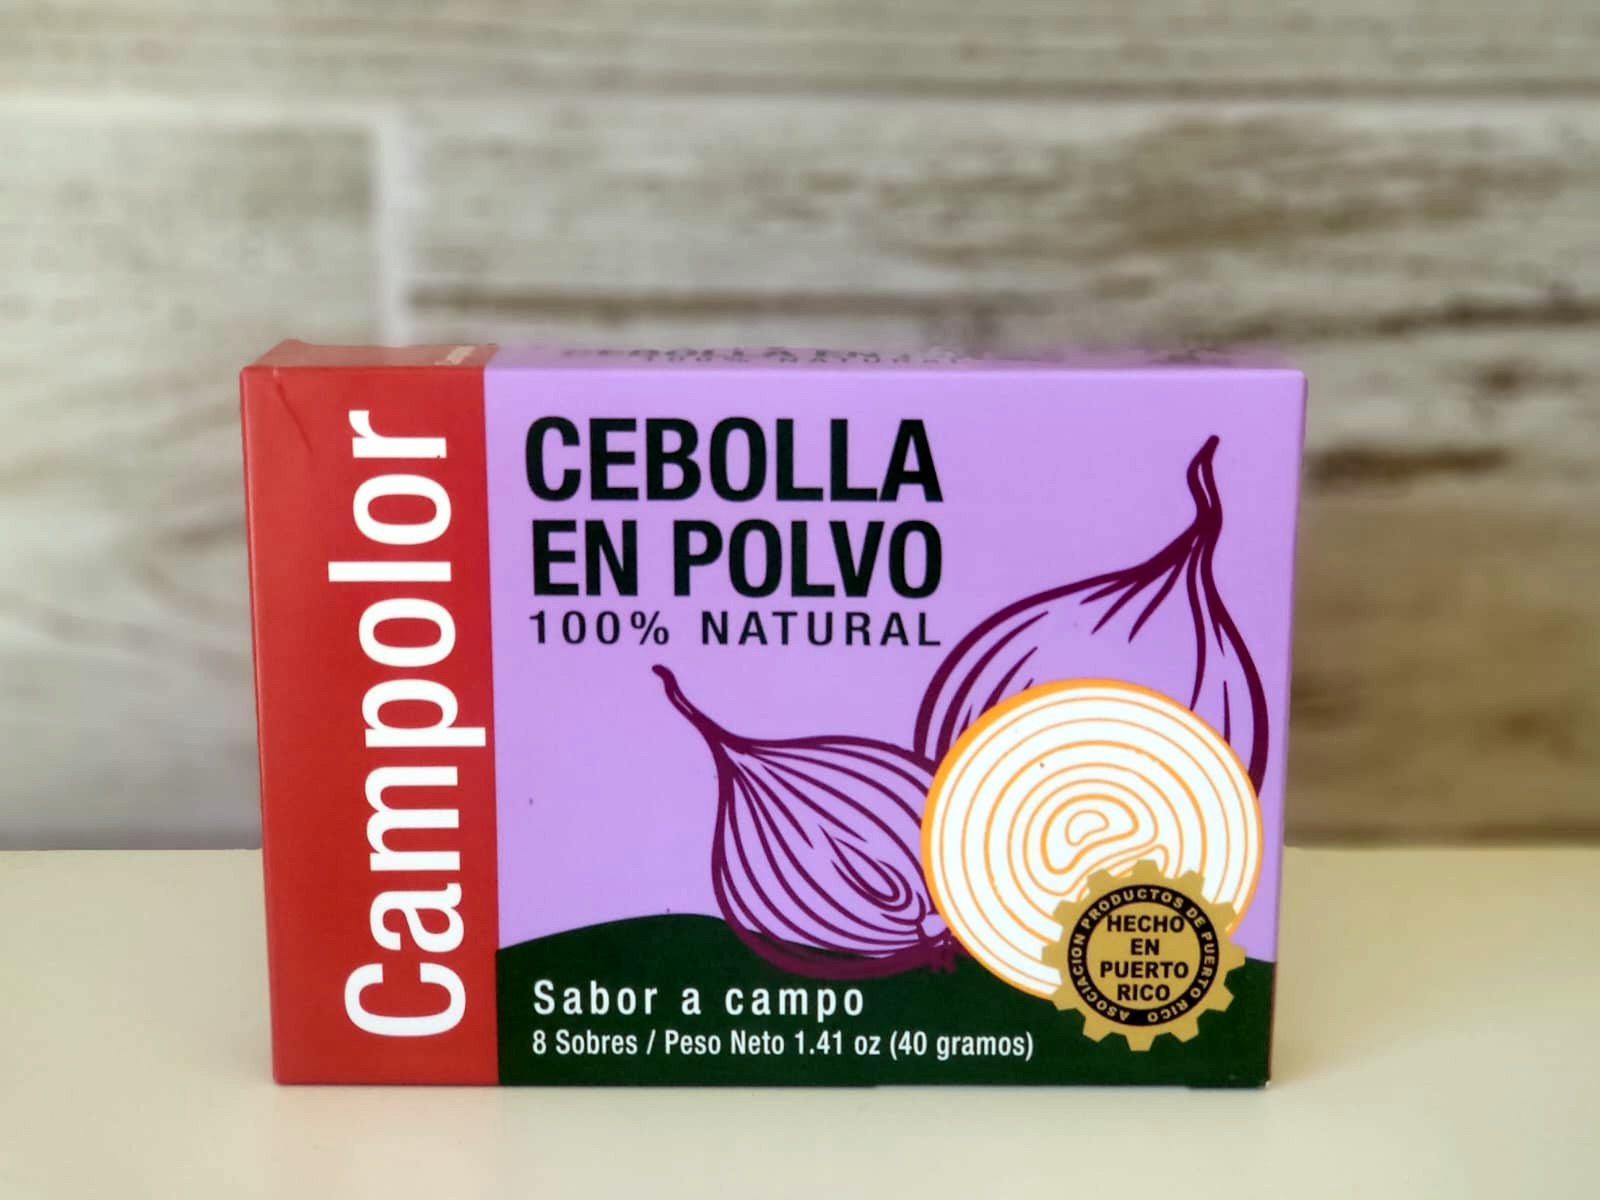 Campolor
CEBOLLA
EN POLVO
100% NATURAL
Sabor a campo
8 Sobres / Peso Neto 1.41 oz (40 gramos)
ASOCIACION PRODUCTOS DE PUERTO RICO
HECHO
EN
PUERTO
RICO